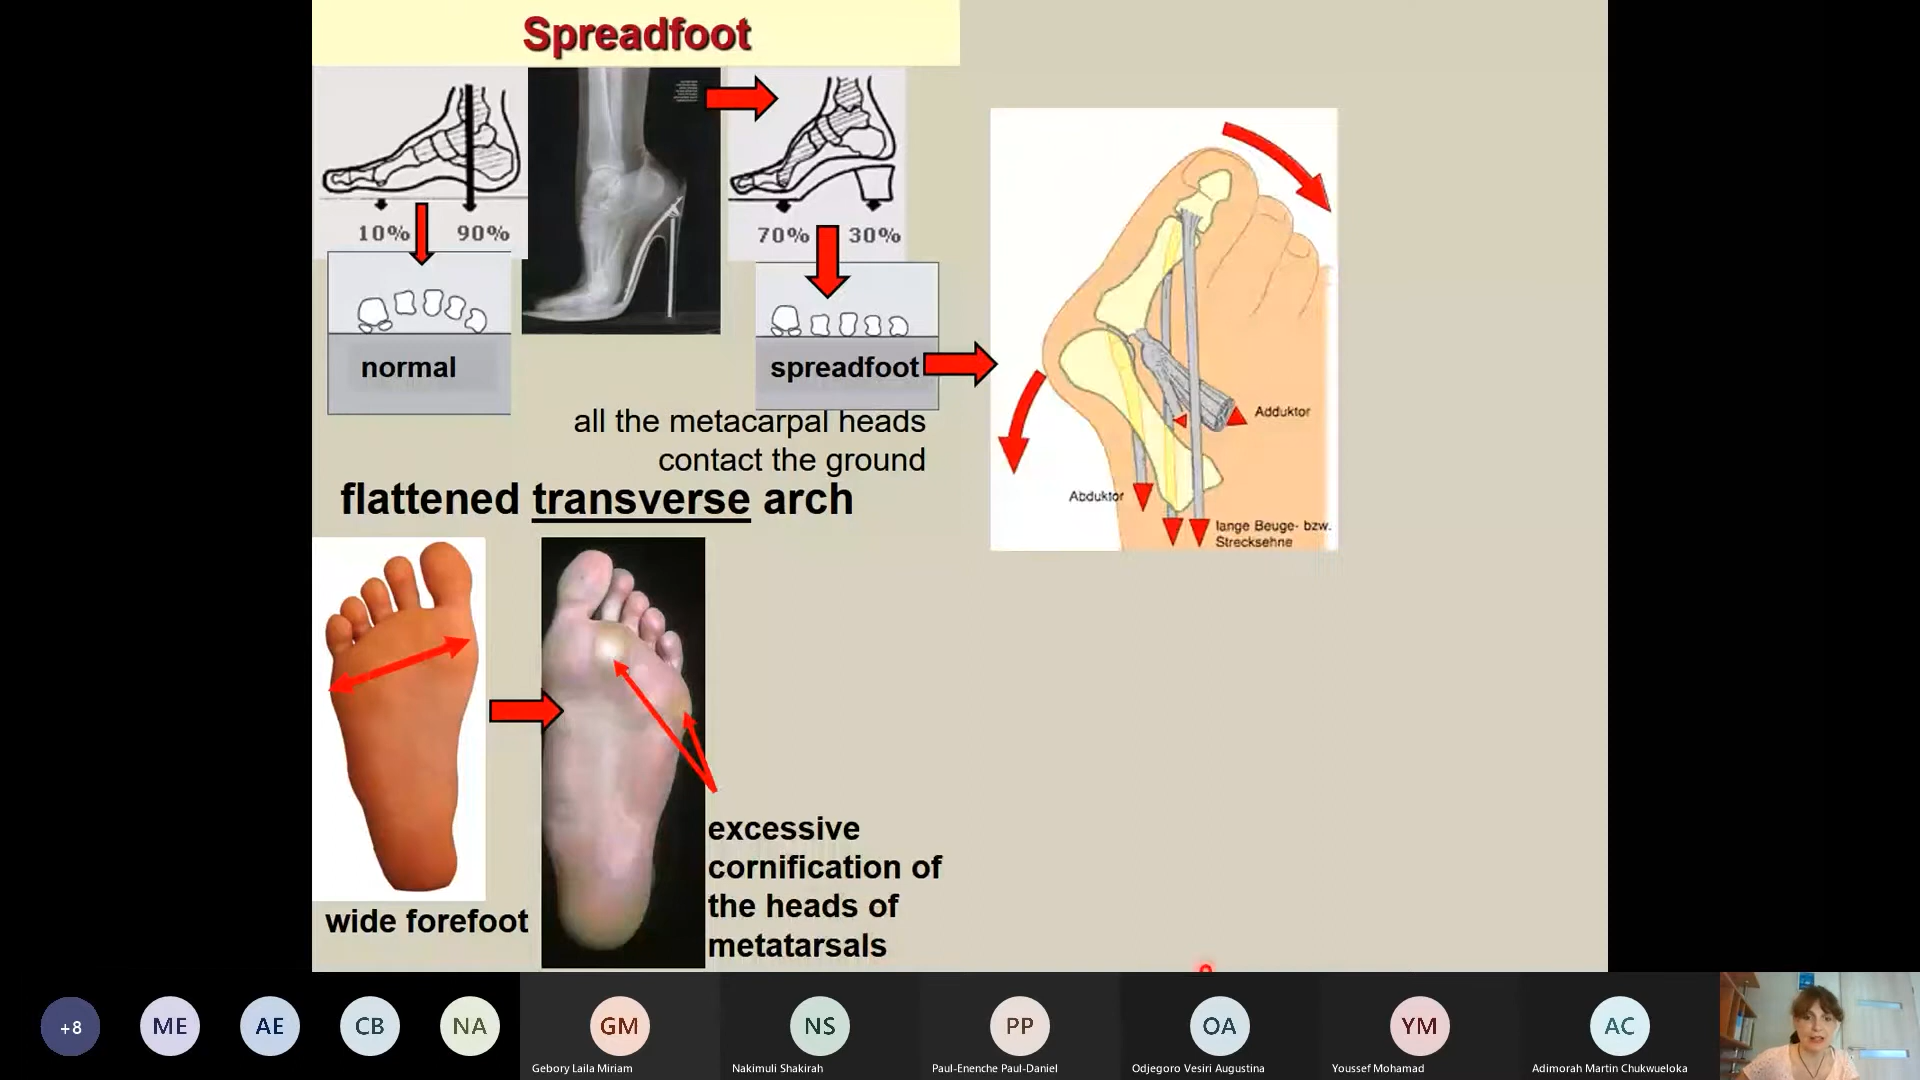 Spreadfoot
10%
90%
70%
30%
normal
spreadfoot
all the metacarpal heads
contact the ground
flattened transverse arch
Adduktor
Abduktor
lange Beuge- bzw.
Strecksehne
wide forefoot
excessive
cornification of
the heads of
metatarsals
+8
ME
AE
CB
NA
GM
NS
PP
OA
YM
AC
Gebory Laila Miriam
Nakimuli Shakirah
Paul-Enenche Paul-Daniel
Odjegoro Vesiri Augustina
Youssef Mohamad
Adimorah Martin Chukwueloka